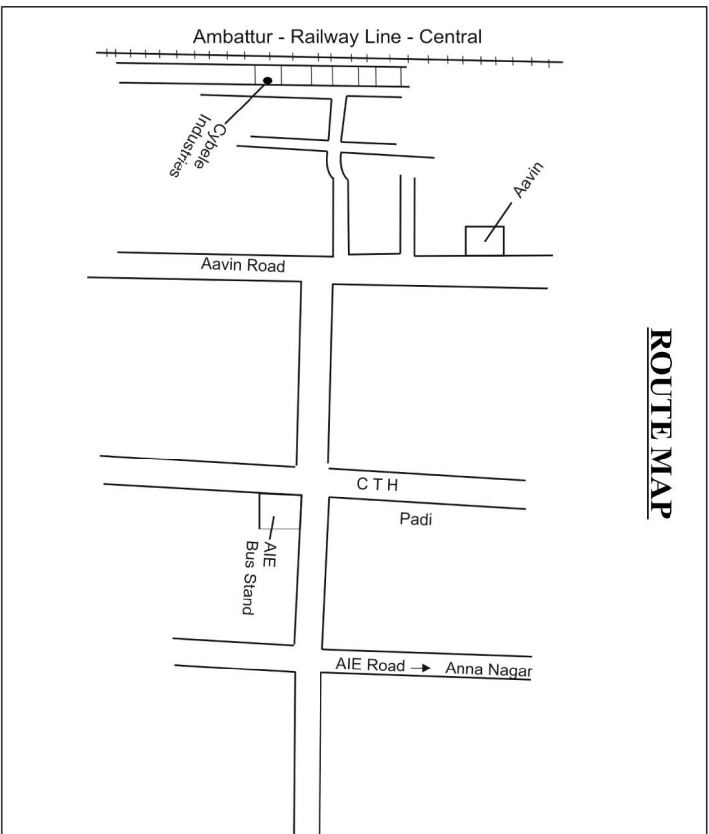 Ambattur - Railway Line - Central
Cybele
Industries
Aavin
Aavin Road
ROUTE MAP
C T H
Padi
AIE
Bus Stand
AIE Road → Anna Nagar